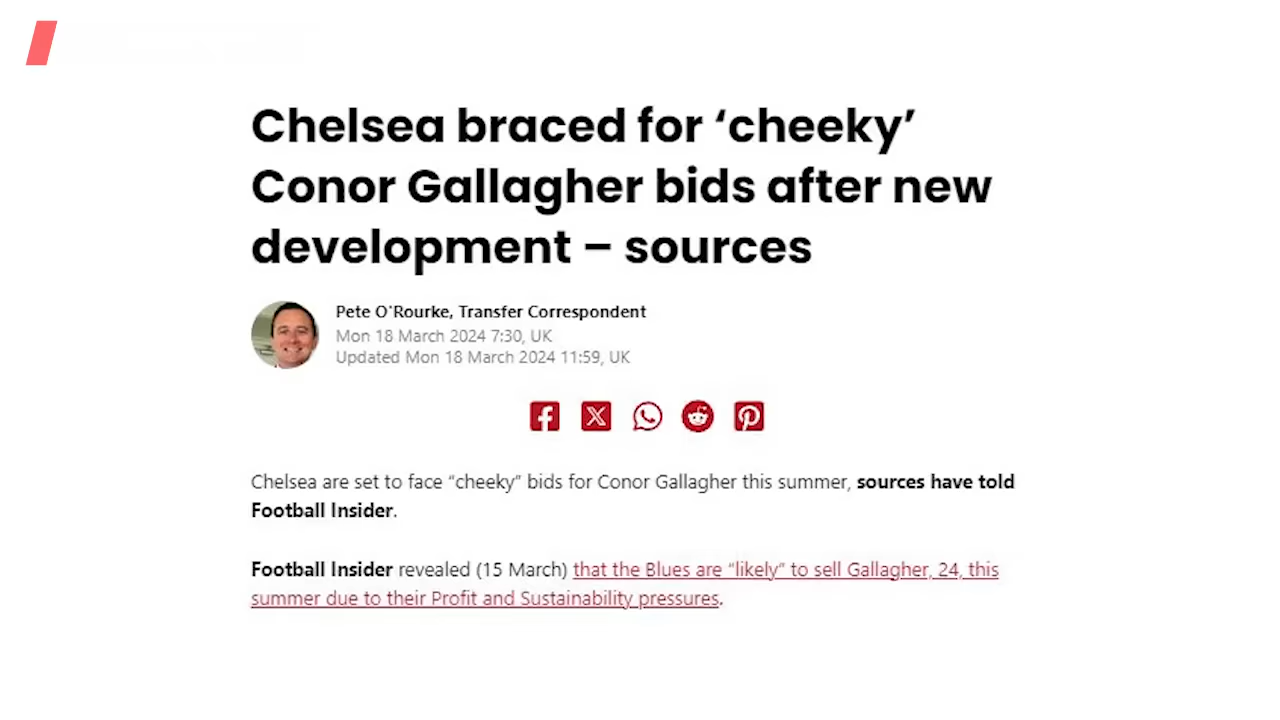 Chelsea braced for ‘cheeky’
Conor Gallagher bids after new
development – sources
Pete O'Rourke, Transfer Correspondent
Mon 18 March 2024 7:30, UK
Updated Mon 18 March 2024 11:59, UK
Chelsea are set to face “cheeky” bids for Conor Gallagher this summer, sources have told
Football Insider.
Football Insider revealed (15 March) that the Blues are “likely” to sell Gallagher, 24, this
summer due to their Profit and Sustainability pressures.